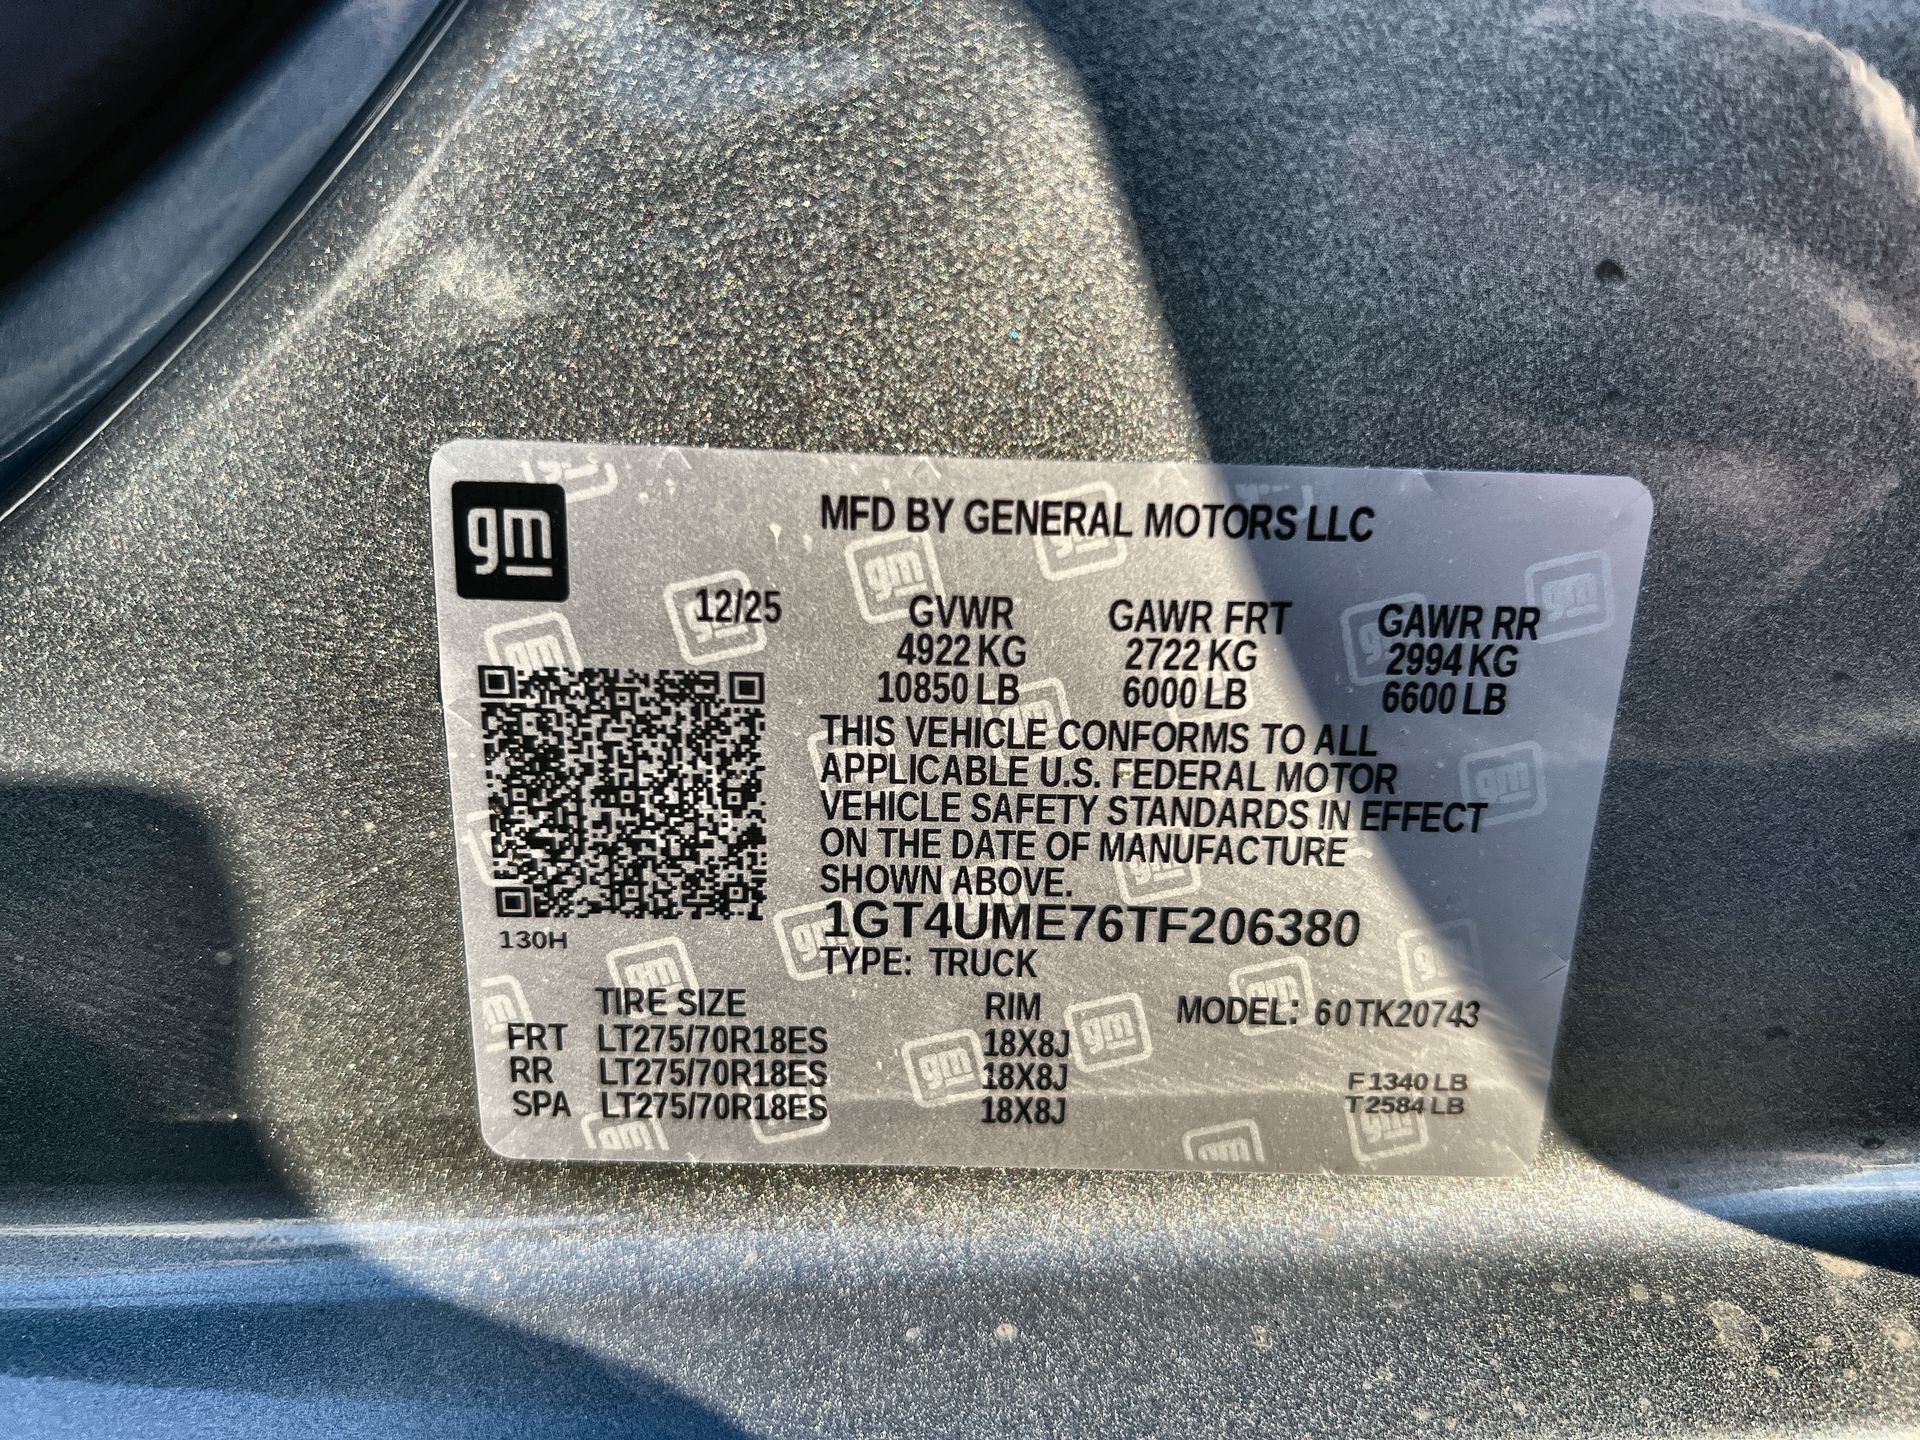 gm
MFD BY GENERAL MOTORS LLC
12/25 GVWR GAWR FRT GAWR RR
4922 KG 2722 KG 2994 KG
10850 LB 6000 LB 6600 LB
THIS VEHICLE CONFORMS TO ALL
APPLICABLE U.S. FEDERAL MOTOR
VEHICLE SAFETY STANDARDS IN EFFECT
ON THE DATE OF MANUFACTURE
SHOWN ABOVE.
1GT4UME76TF206380
130H
TYPE: TRUCK
TIRE SIZE RIM MODEL: 60TK20743
FRT LT275/70R18ES 18X8J
RR LT275/70R18ES 18X8J
SPA LT275/70R18ES 18X8J
F1340 LB
T2584 LB